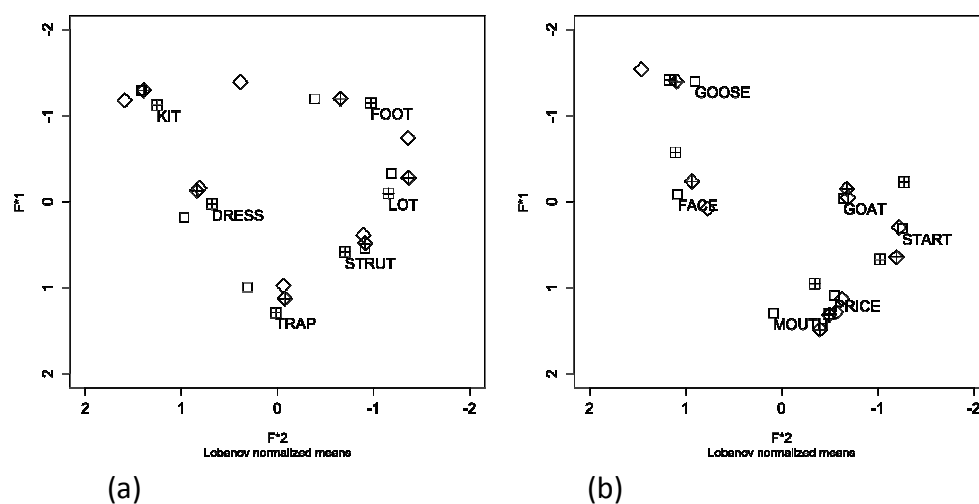 -2
-1
0
1
2
F*1
KIT
FOOT
DRESS
LOT
STRUT
TRAP
2 1 0 -1 -2
F*2
Lobanov normalized means
(a)
-2
-1
0
1
2
F*1
GOOSE
FACE
GOAT
START
PRICE
MOUT
2 1 0 -1 -2
F*2
Lobanov normalized means
(b)